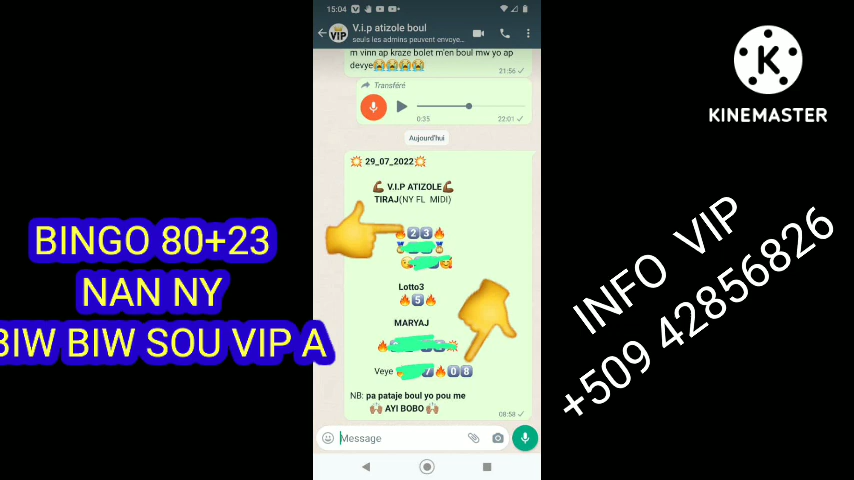 15:04
V.i.p atizole boul
seuls les admins peuvent envoye...
VIP
m vinn ap kraze bolet m'en boul mw yo ap
devye😭😭😭😭
21:56
Transféré
0:35
22:01
Aujourd'hui
💥 29_07_2022💥
💪 V.I.P ATIZOLE💪
TIRAJ(NY FL MIDI)
🔥2️⃣3️⃣🔥
Lotto3
🔥5️⃣🔥
MARYAJ
Veye 7️⃣🔥0️⃣8️⃣
NB: pa pataje boul yo pou me
🙌 AYI BOBO 🙌
08:58
Message
BINGO 80+23
NAN NY
BIW BIW SOU VIP A
K
KINEMASTER
INFO VIP
+509 42856826